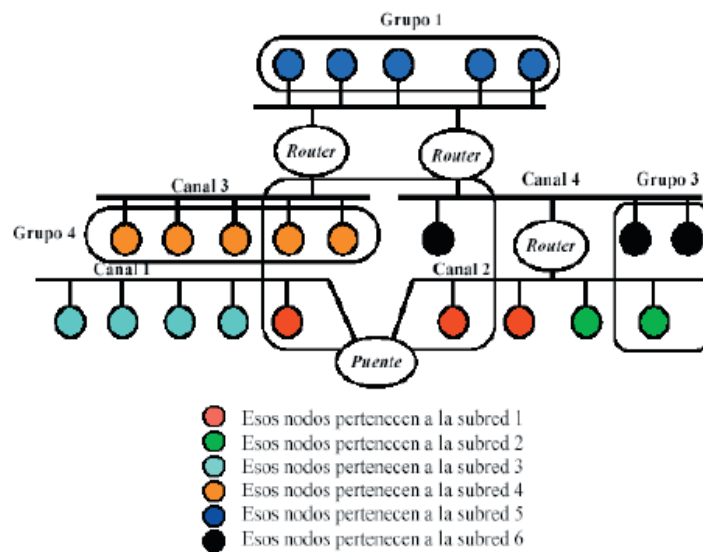 Grupo 1
Router
Router
Canal 3
Canal 4
Grupo 3
Grupo 4
Router
Canal 1
Canal 2
Puente
Esos nodos pertenecen a la subred 1
Esos nodos pertenecen a la subred 2
Esos nodos pertenecen a la subred 3
Esos nodos pertenecen a la subred 4
Esos nodos pertenecen a la subred 5
Esos nodos pertenecen a la subred 6